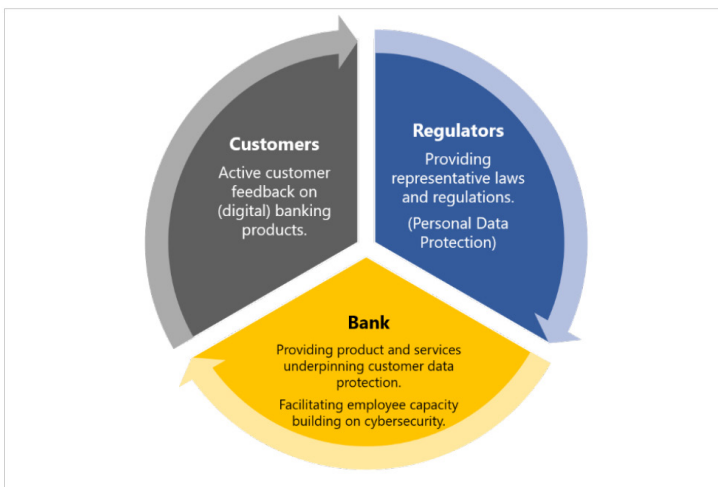 Customers
Active customer
feedback on
(digital) banking
products.
Regulators
Providing
representative laws
and regulations.
(Personal Data
Protection)
Bank
Providing product and services
underpinning customer data
protection.
Facilitating employee capacity
building on cybersecurity.